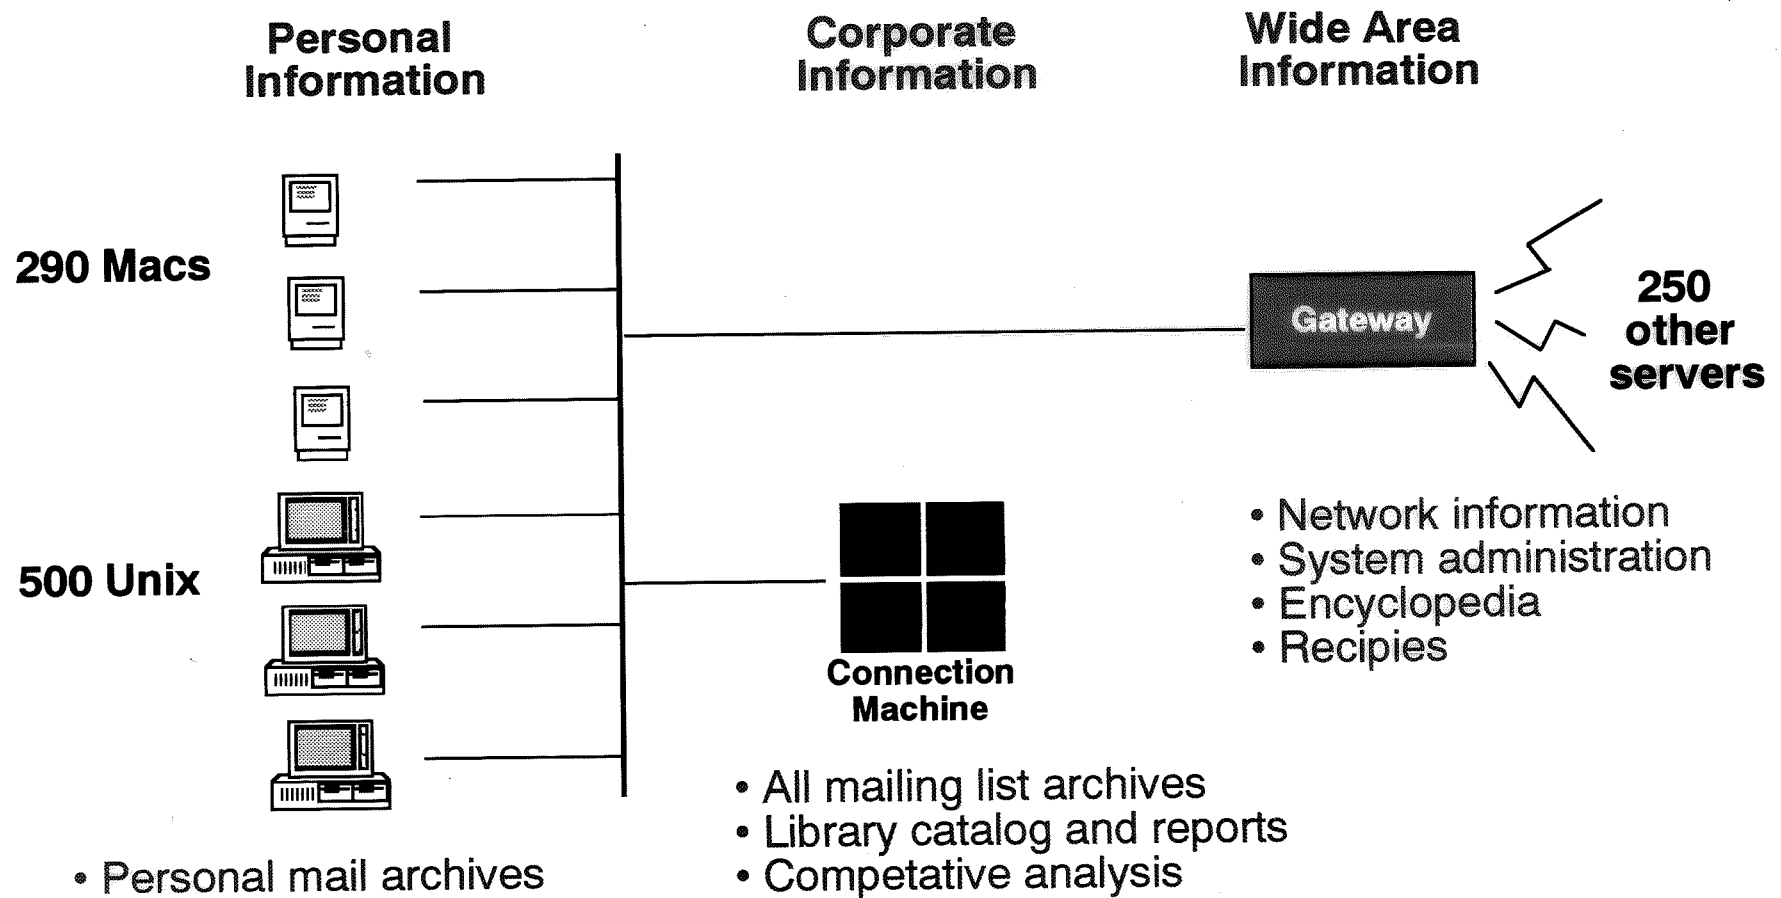 Personal
Information
Corporate
Information
Wide Area
Information
290 Macs
500 Unix
Gateway
250
other
servers
Connection
Machine
• Network information
• System administration
• Encyclopedia
• Recipies
• All mailing list archives
• Library catalog and reports
• Competative analysis
• Personal mail archives